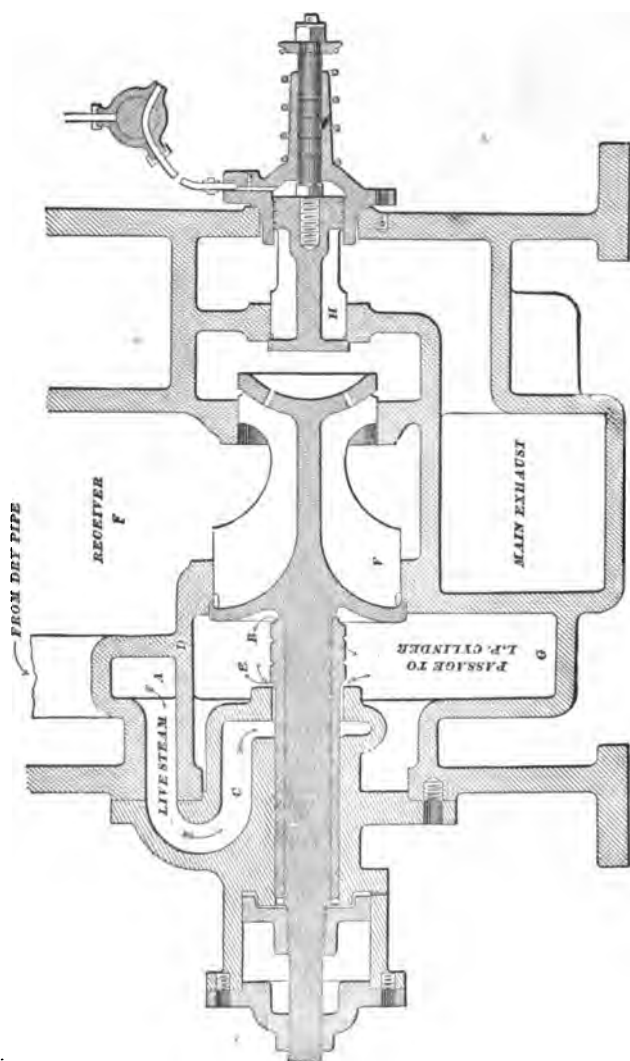 H
RECEIVER
F
MAIN EXHAUST
FROM DRY PIPE
V
B
E
D
A
PASSAGE TO
L.P. CYLINDER
G
LIVE STEAM
C